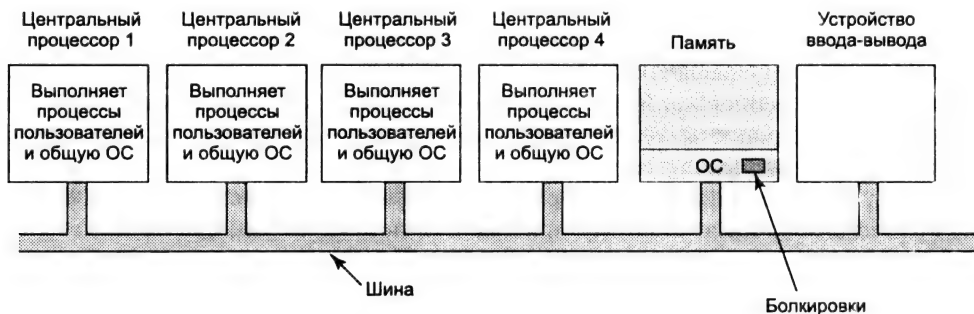 Центральный
процессор 1
Центральный
процессор 2
Центральный
процессор 3
Центральный
процессор 4
Память
Устройство
ввода-вывода
Выполняет
процессы
пользователей
и общую ОС
Выполняет
процессы
пользователей
и общую ОС
Выполняет
процессы
пользователей
и общую ОС
Выполняет
процессы
пользователей
и общую ОС
ОС
Шина
Болкировки